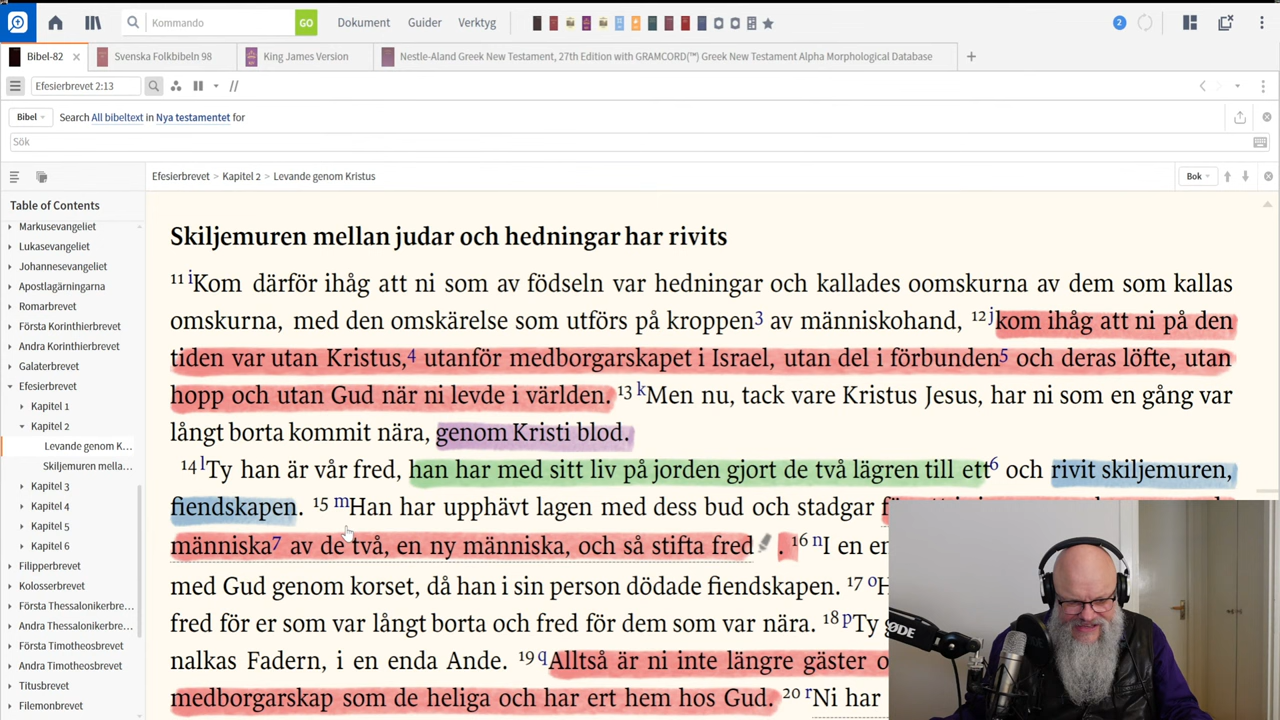 Kommando
GO
Dokument
Guider
Verktyg
2
Bibel-82
Svenska Folkbibeln 98
King James Version
Nestle-Aland Greek New Testament, 27th Edition with GRAMCORD(™) Greek New Testament Alpha Morphological Database
Efesierbrevet 2:13
Bibel
Search All bibeltext in Nya testamentet for
Sök
Efesierbrevet > Kapitel 2 > Levande genom Kristus
Bok
Table of Contents
Markusevangeliet
Lukasevangeliet
Johannesevangeliet
Apostlagärningarna
Romarbrevet
Första Korinthierbrevet
Andra Korinthierbrevet
Galaterbrevet
Efesierbrevet
Kapitel 1
Kapitel 2
Levande genom K...
Skiljemuren mella...
Kapitel 3
Kapitel 4
Kapitel 5
Kapitel 6
Filipperbrevet
Kolosserbrevet
Första Thessalonikerbre...
Andra Thessalonikerbre...
Första Timotheosbrevet
Andra Timotheosbrevet
Titusbrevet
Filemonbrevet
Skiljemuren mellan judar och hedningar har rivits
11 i Kom därför ihåg att ni som av födseln var hedningar och kallades oomskurna av dem som kallas
omskurna, med den omskärelse som utförs på kroppen3 av människohand, 12 j kom ihåg att ni på den
tiden var utan Kristus,4 utanför medborgarskapet i Israel, utan del i förbunden5 och deras löfte, utan
hopp och utan Gud när ni levde i världen. 13 k Men nu, tack vare Kristus Jesus, har ni som en gång var
långt borta kommit nära, genom Kristi blod.
14 l Ty han är vår fred, han har med sitt liv på jorden gjort de två lägren till ett6 och rivit skiljemuren,
fiendskapen. 15 m Han har upphävt lagen med dess bud och stadgar
människa7 av de två, en ny människa, och så stifta fred . 16 n I en
med Gud genom korset, då han i sin person dödade fiendskapen. 17 o
fred för er som var långt borta och fred för dem som var nära. 18 p Ty
nalkas Fadern, i en enda Ande. 19 q Alltså är ni inte längre gäster
medborgarskap som de heliga och har ert hem hos Gud. 20 r Ni har
RØDE